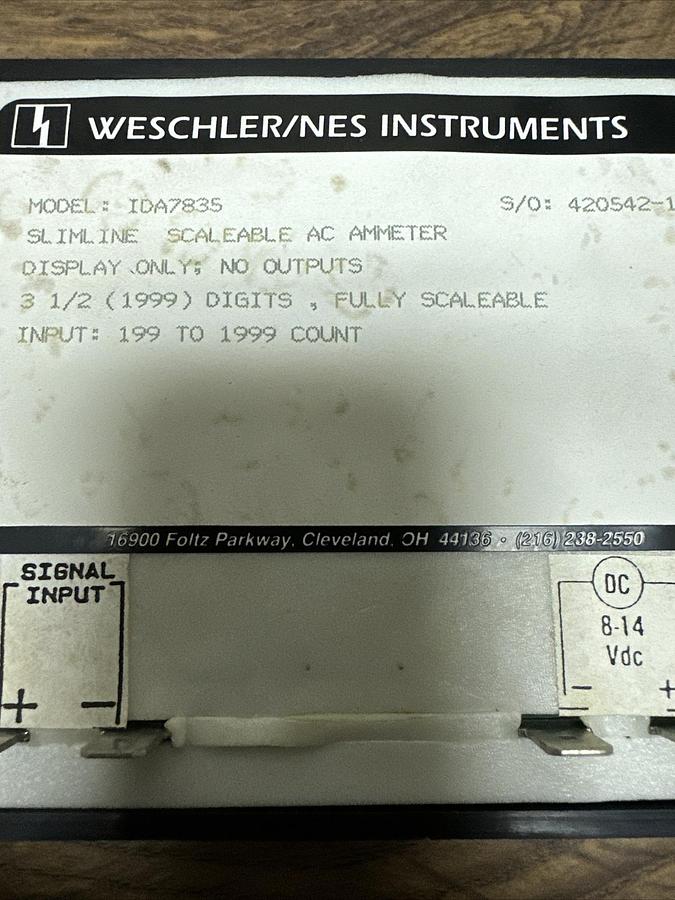 WESCHLER/NES INSTRUMENTS
MODEL: IDA7835 S/O: 420542-1
SLIMLINE SCALEABLE AC AMMETER
DISPLAY ONLY; NO OUTPUTS
3 1/2 (1999) DIGITS , FULLY SCALEABLE
INPUT: 199 TO 1999 COUNT
16900 Foltz Parkway, Cleveland, OH 44136 • (216) 238-2550
SIGNAL
INPUT
+ −
DC
8-14
Vdc
− +